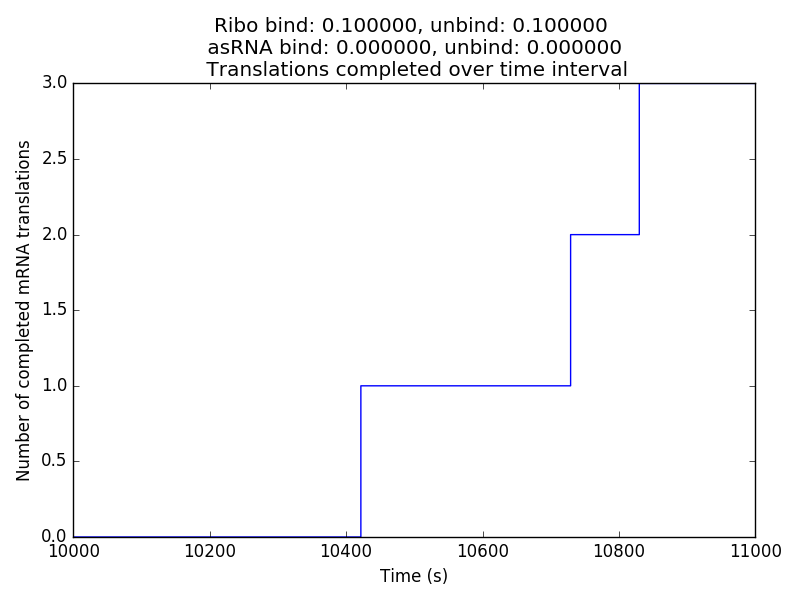 Ribo bind: 0.100000, unbind: 0.100000
asRNA bind: 0.000000, unbind: 0.000000
Translations completed over time interval
3.0
2.5
2.0
1.5
1.0
0.5
0.0
Number of completed mRNA translations
10000 10200 10400 10600 10800 11000
Time (s)